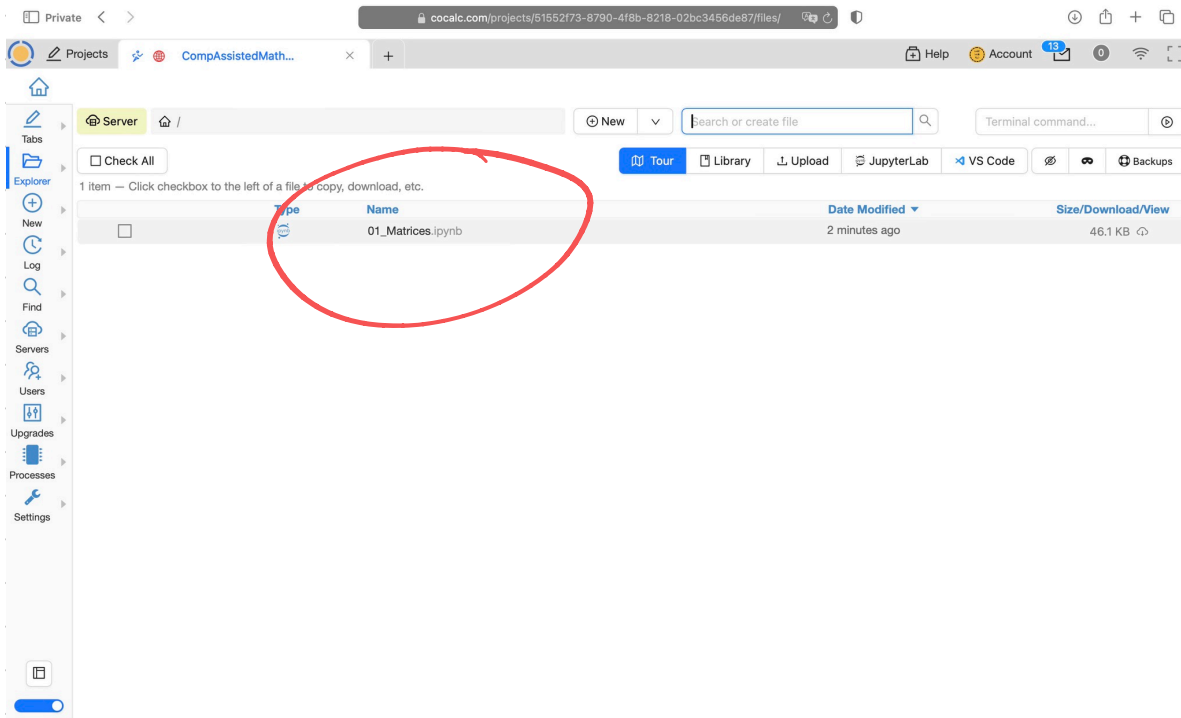 Private
cocalc.com/projects/51552f73-8790-4f8b-8218-02bc3456de87/files/
Projects CompAssistedMath... Help Account 13 0
Tabs
Explorer
New
Log
Find
Servers
Users
Upgrades
Processes
Settings
Server / New Search or create file Terminal command...
Check All Tour Library Upload JupyterLab VS Code Backups
1 item — Click checkbox to the left of a file to copy, download, etc.
Type Name Date Modified Size/Download/View
01_Matrices.ipynb 2 minutes ago 46.1 KB